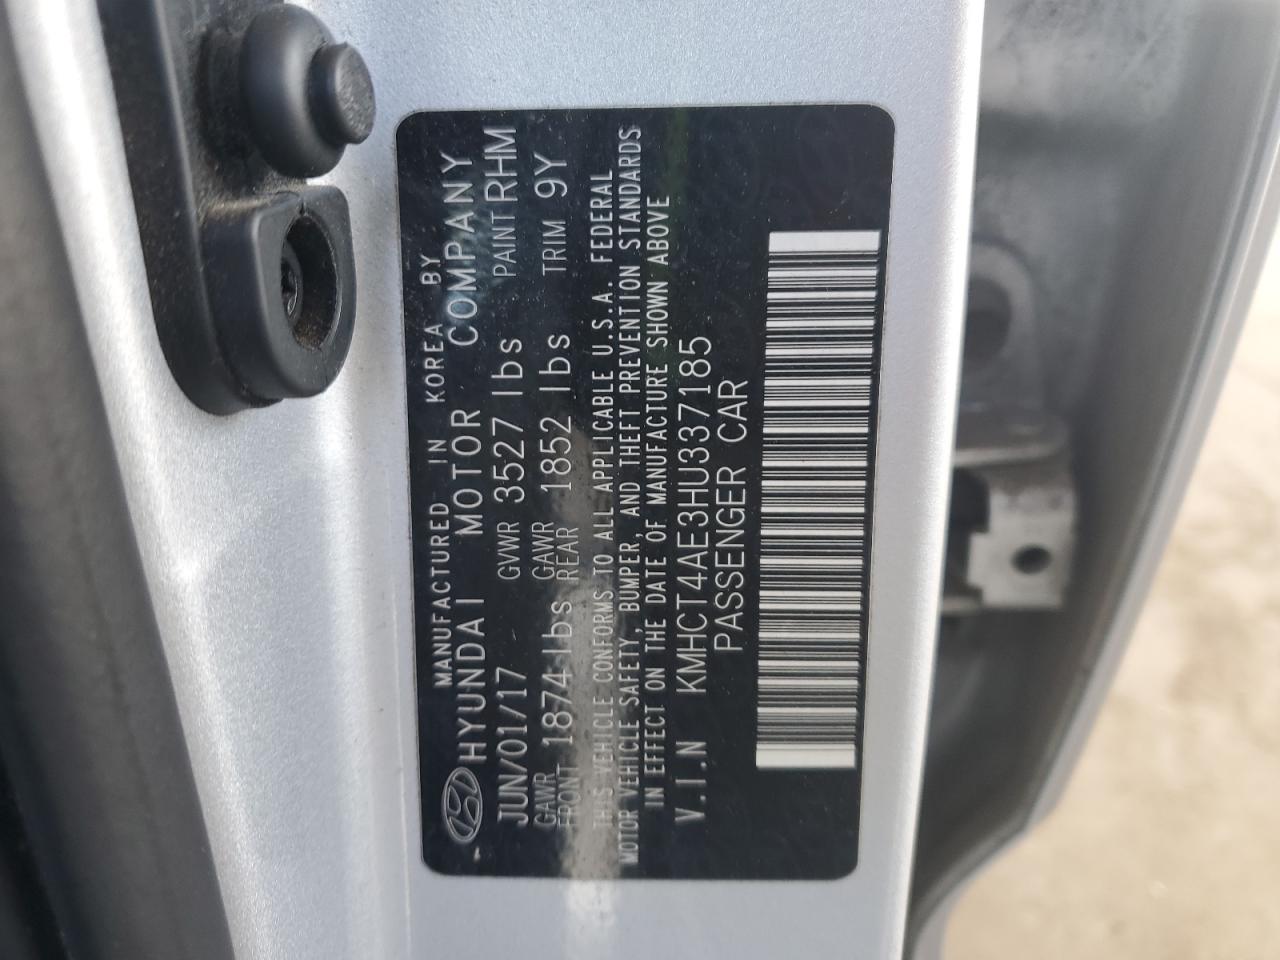 MANUFACTURED IN KOREA BY
HYUNDAI MOTOR COMPANY
JUN/01/17 GVWR 3527 lbs PAINT RHM
GAWR FRONT 1874 lbs GAWR REAR 1852 lbs TRIM 9Y
THIS VEHICLE CONFORMS TO ALL APPLICABLE U.S.A. FEDERAL
MOTOR VEHICLE SAFETY, BUMPER, AND THEFT PREVENTION STANDARDS
IN EFFECT ON THE DATE OF MANUFACTURE SHOWN ABOVE
V.I.N KMHCT4AE3HU337185
PASSENGER CAR